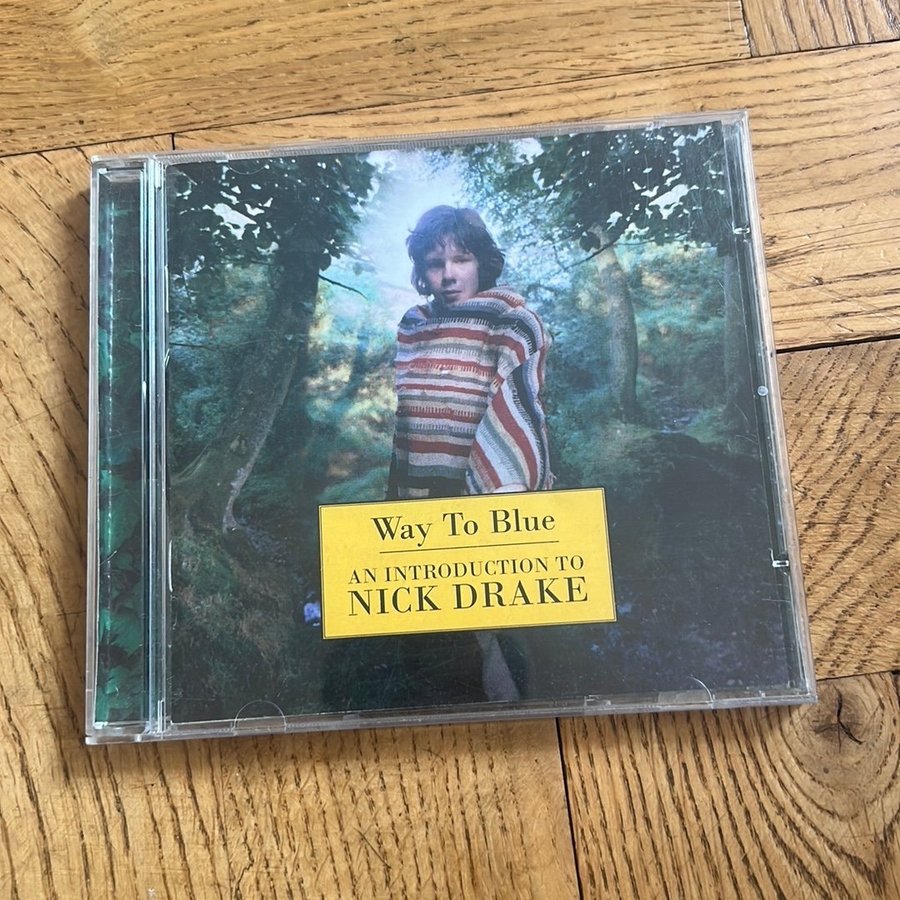 Way To Blue
AN INTRODUCTION TO
NICK DRAKE